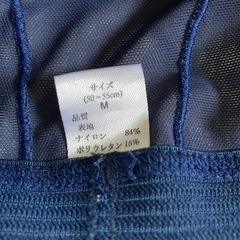 サイズ
(50~55cm)
M
品質
表地
ナイロン 84%
ポリウレタン 16%